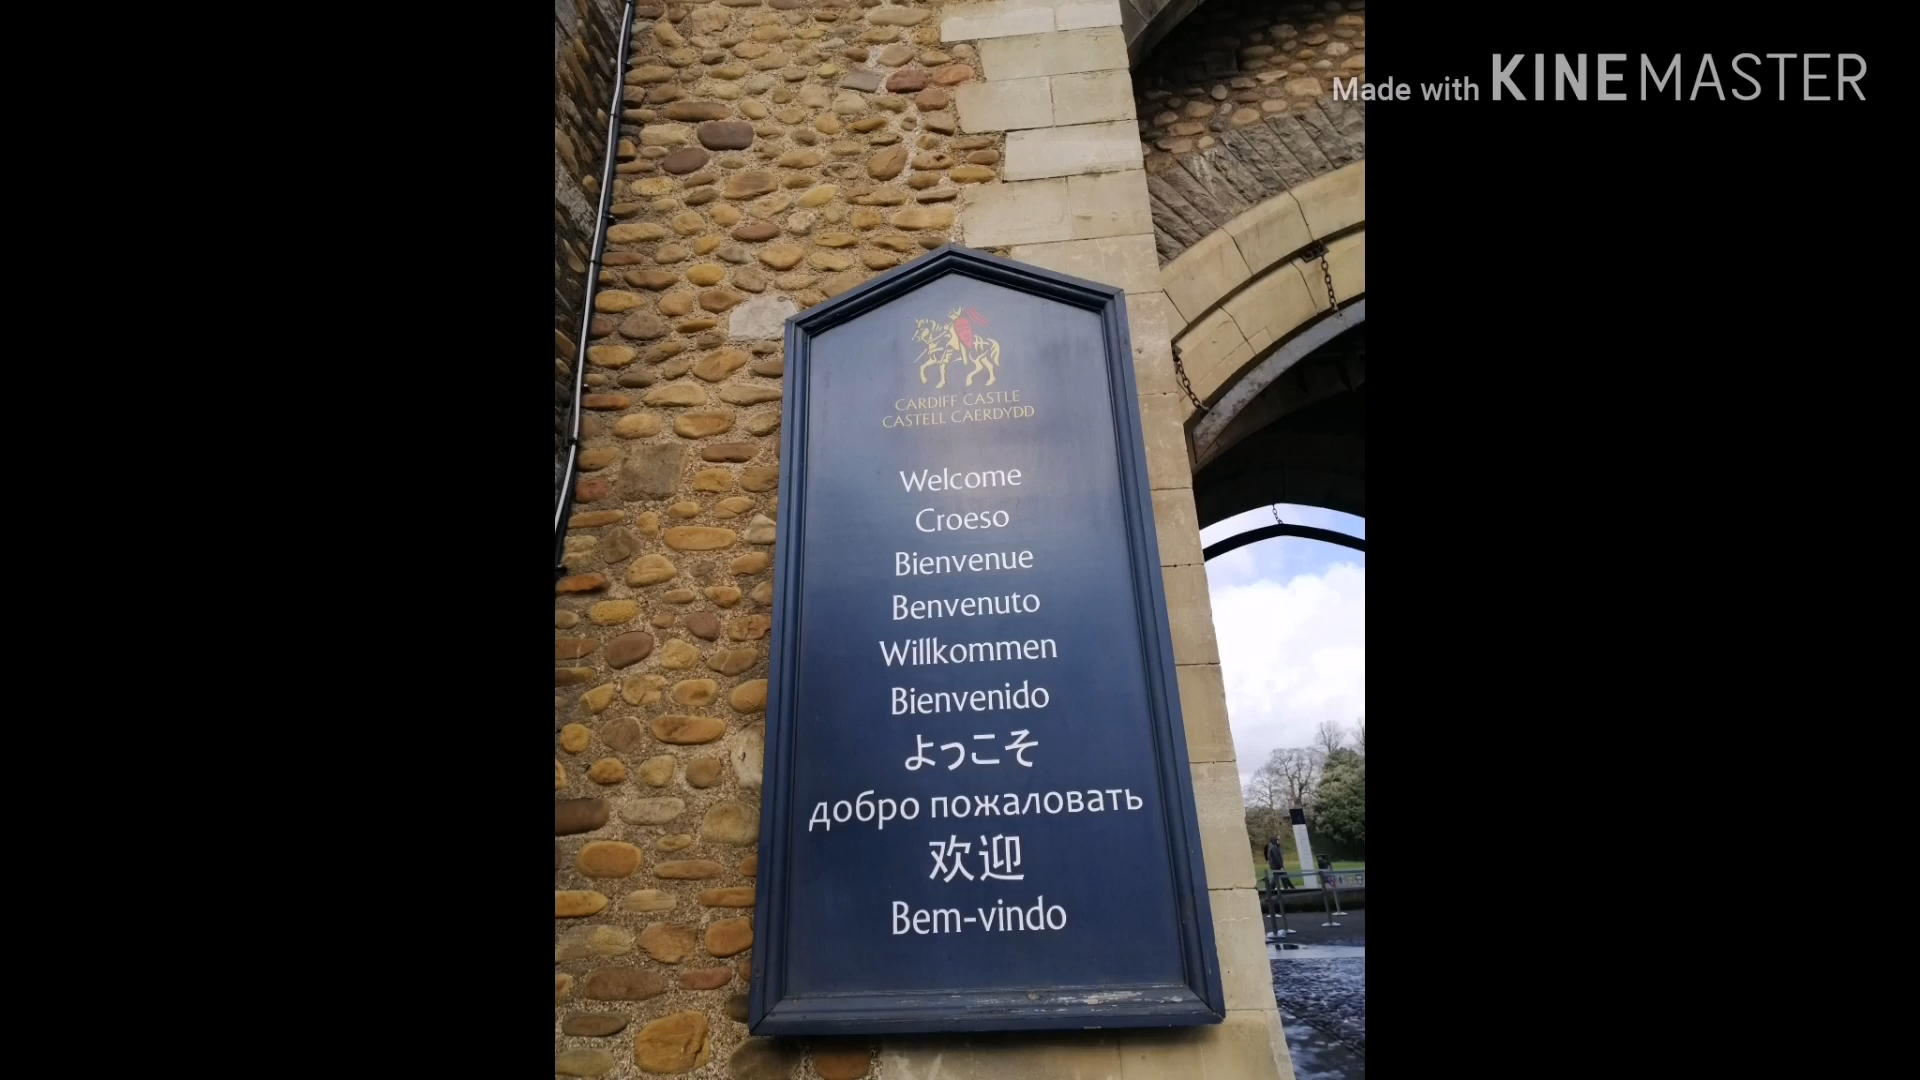 Made with KINEMASTER
CARDIFF CASTLE
CASTELL CAERDYDD
Welcome
Croeso
Bienvenue
Benvenuto
Willkommen
Bienvenido
ようこそ
добро пожаловать
欢迎
Bem-vindo